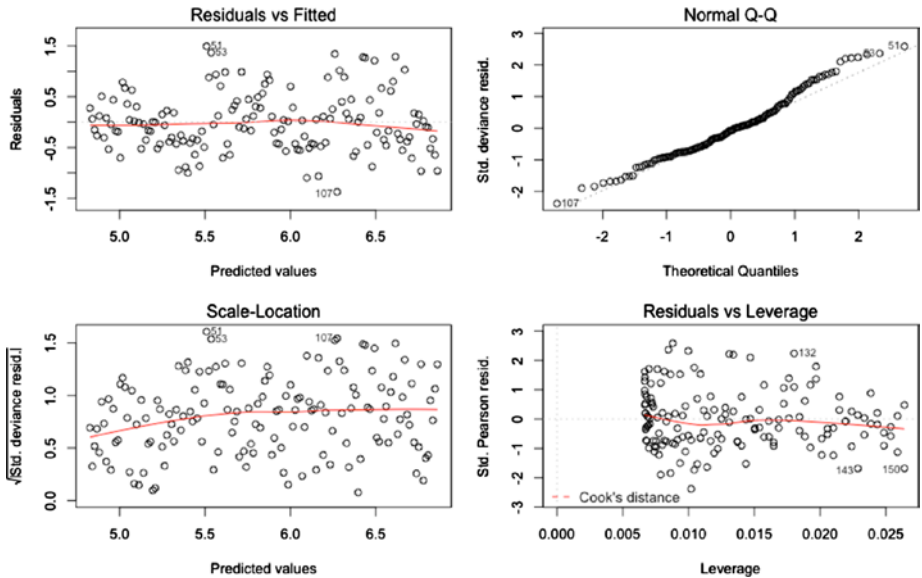 Residuals vs Fitted
Residuals
1.5
0.5
-0.5
-1.5
51
53
107
5.0 5.5 6.0 6.5
Predicted values
Normal Q-Q
Std. deviance resid.
3
2
1
0
-1
-2
51
53
107
-2 -1 0 1 2
Theoretical Quantiles
Scale-Location
√|Std. deviance resid.|
1.5
1.0
0.5
0.0
51
53
107
5.0 5.5 6.0 6.5
Predicted values
Residuals vs Leverage
Std. Pearson resid.
3
2
1
0
-1
-2
-3
132
143
150
Cook's distance
0.000 0.005 0.010 0.015 0.020 0.025
Leverage